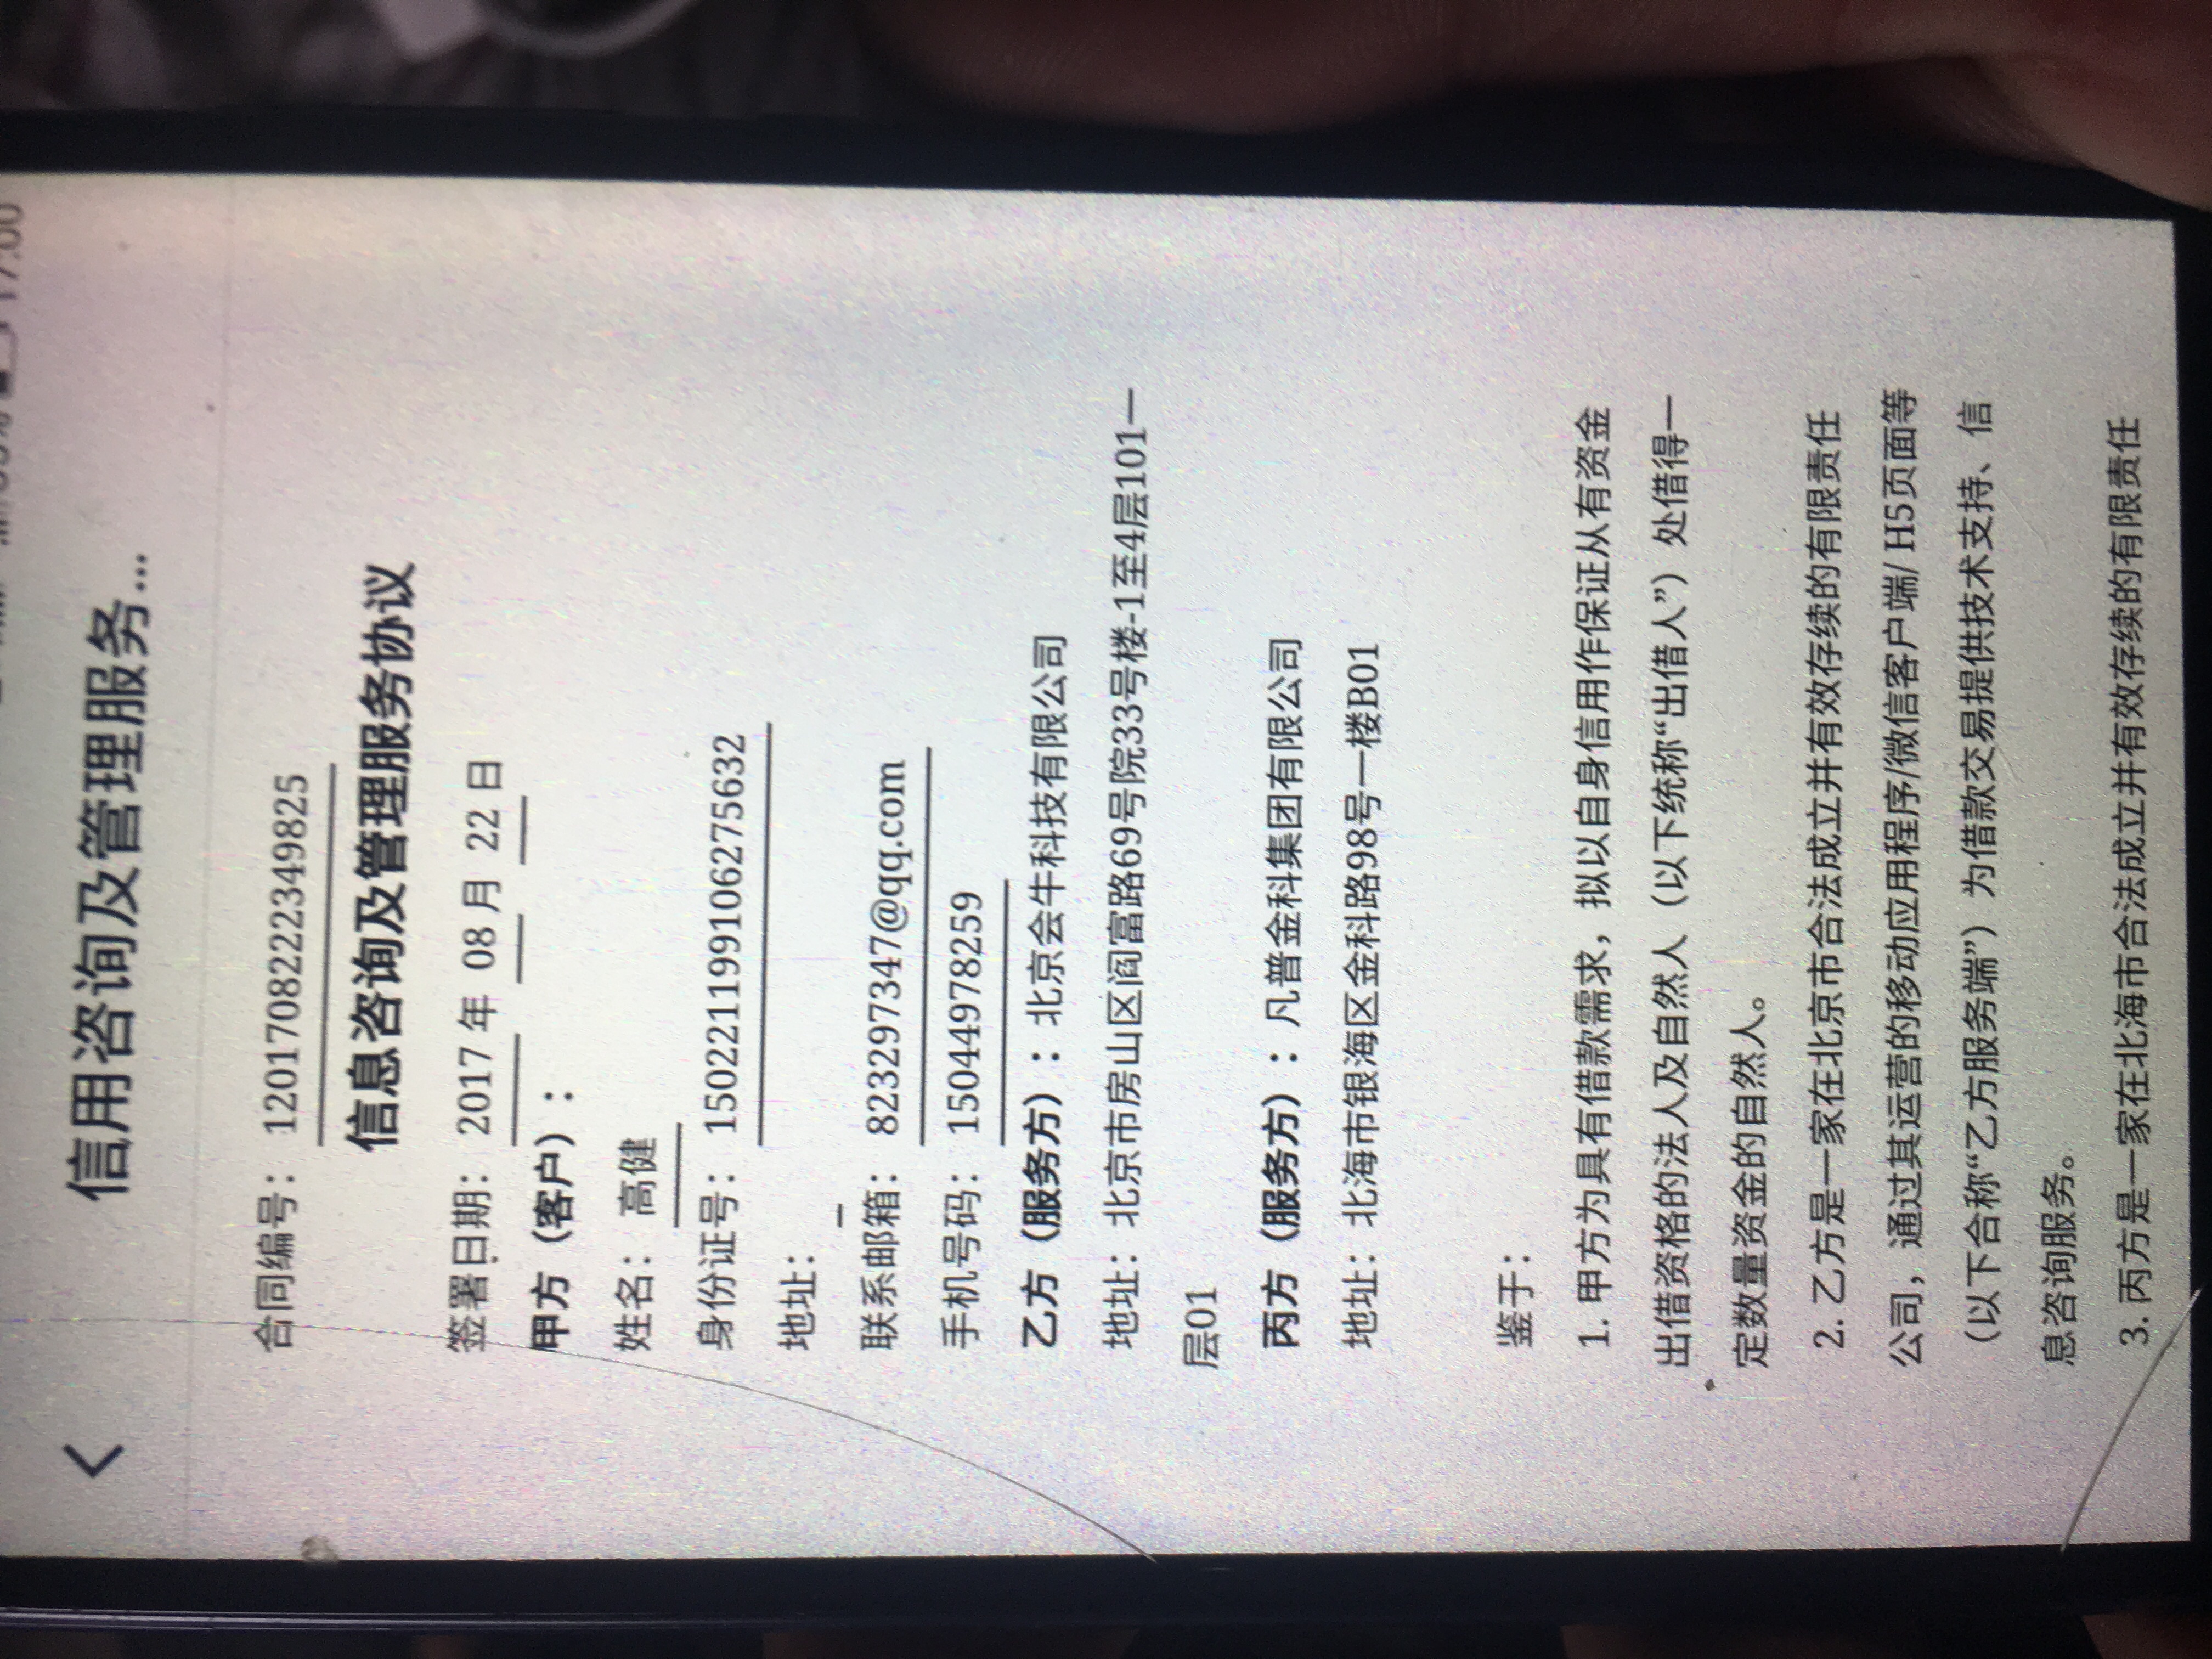 17:00
信用咨询及管理服务...
合同编号： 1201708222349825
信息咨询及管理服务协议
签署日期： 2017 年 08 月 22 日
甲方（客户）：
姓名： 高健
身份证号： 150221199106275632
地址：
联系邮箱： 823297347@qq.com
手机号码： 15044978259
乙方（服务方）：北京会牛科技有限公司
地址：北京市房山区阎富路69号院33号楼-1至4层101一
层01
丙方（服务方）：凡普金科集团有限公司
地址：北海市银海区金科路98号一楼B01
鉴于：
1. 甲方为具有借款需求，拟以自身信用作保证从有资金
出借资格的法人及自然人（以下统称“出借人”）处借得一
定数量资金的自然人。
2. 乙方是一家在北京市合法成立并有效存续的有限责任
公司，通过其运营的移动应用程序/微信客户端/ H5页面等
（以下合称“乙方服务端”）为借款交易提供技术支持、信
息咨询服务。
3. 丙方是一家在北海市合法成立并有效存续的有限责任